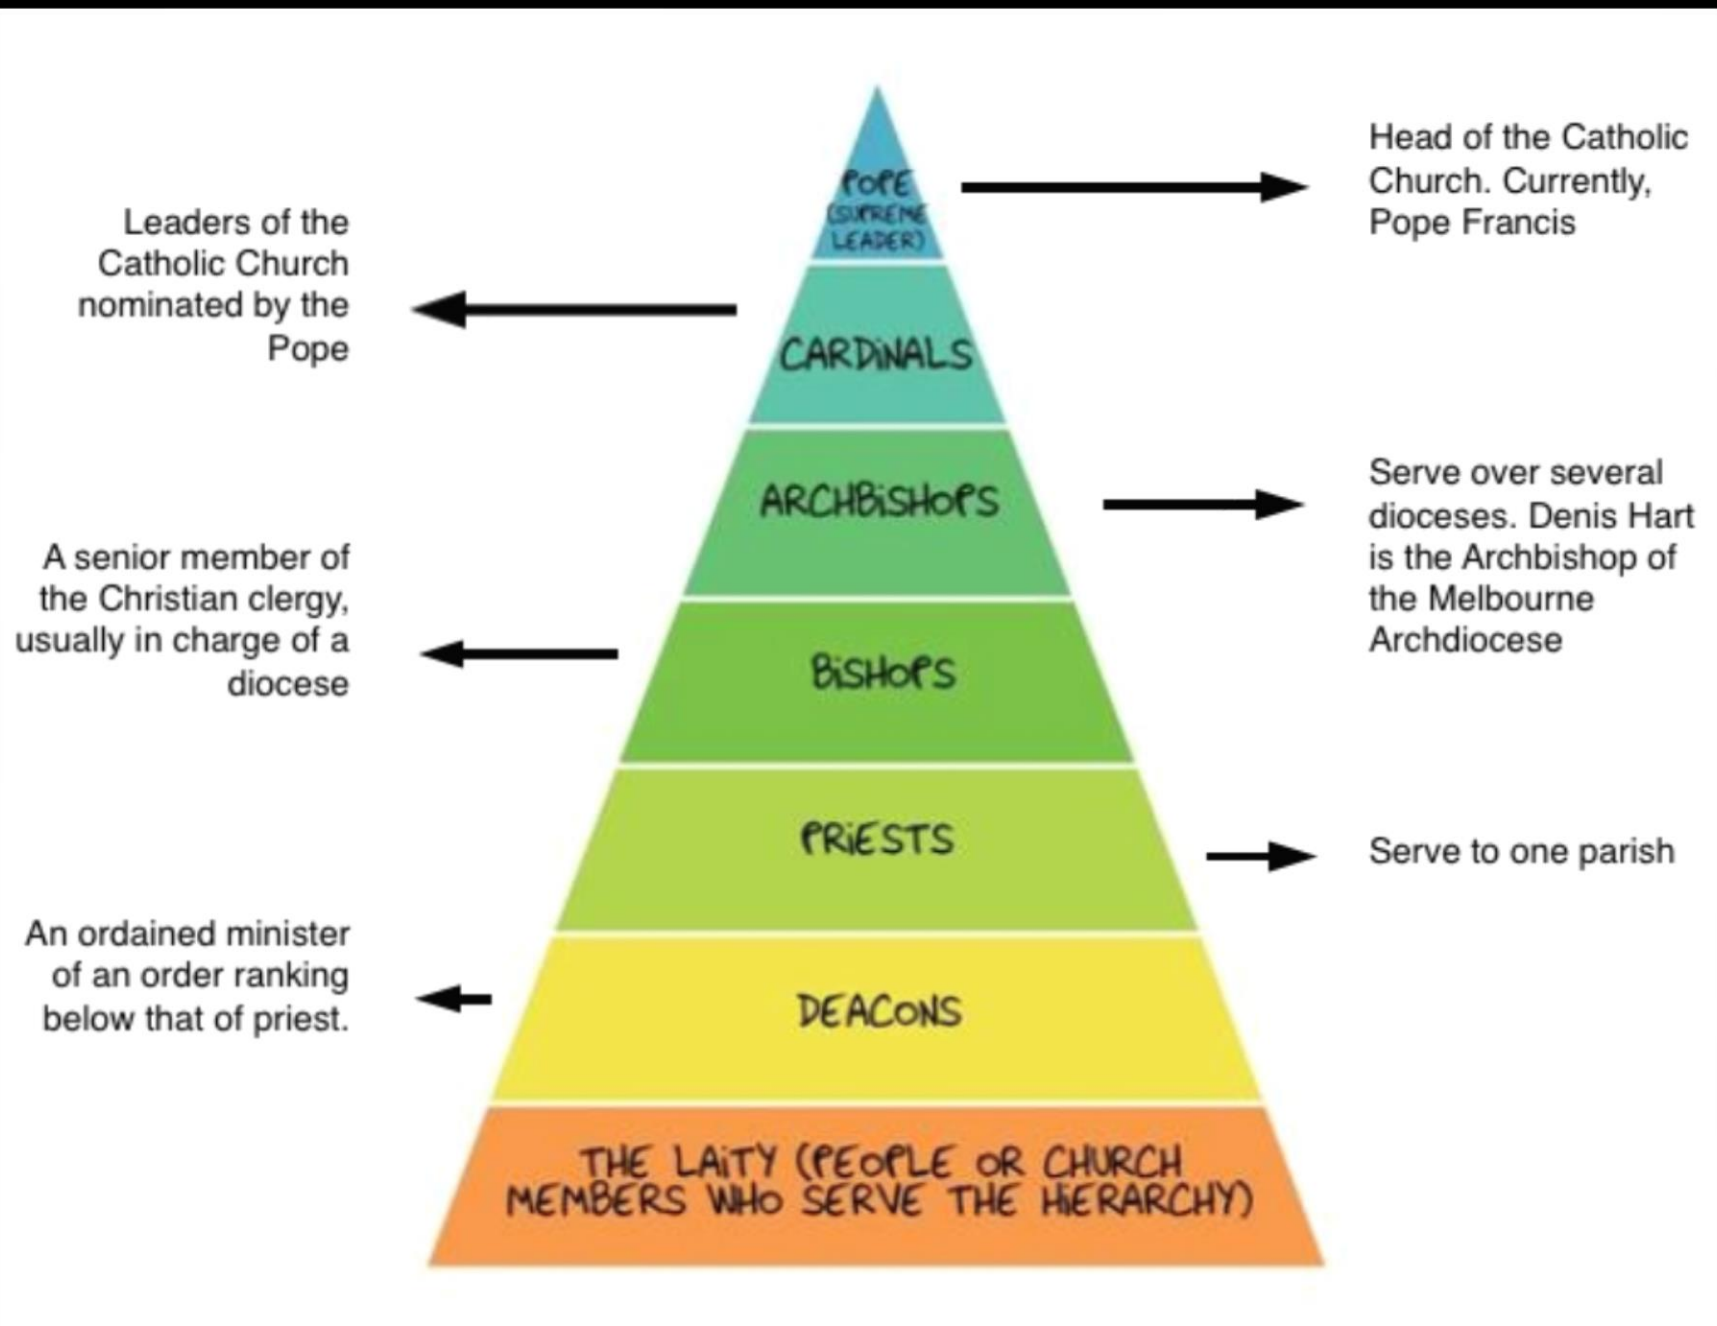 POPE
(SUPREME
LEADER)
Head of the Catholic
Church. Currently,
Pope Francis
Leaders of the
Catholic Church
nominated by the
Pope
CARDiNALS
ARCHBiSHOPS
Serve over several
dioceses. Denis Hart
is the Archbishop of
the Melbourne
Archdiocese
A senior member of
the Christian clergy,
usually in charge of a
diocese
BiSHOPS
PRiESTS
Serve to one parish
An ordained minister
of an order ranking
below that of priest.
DEACONS
THE LAiTY (PEOPLE OR CHURCH
MEMBERS WHO SERVE THE HiERARCHY)